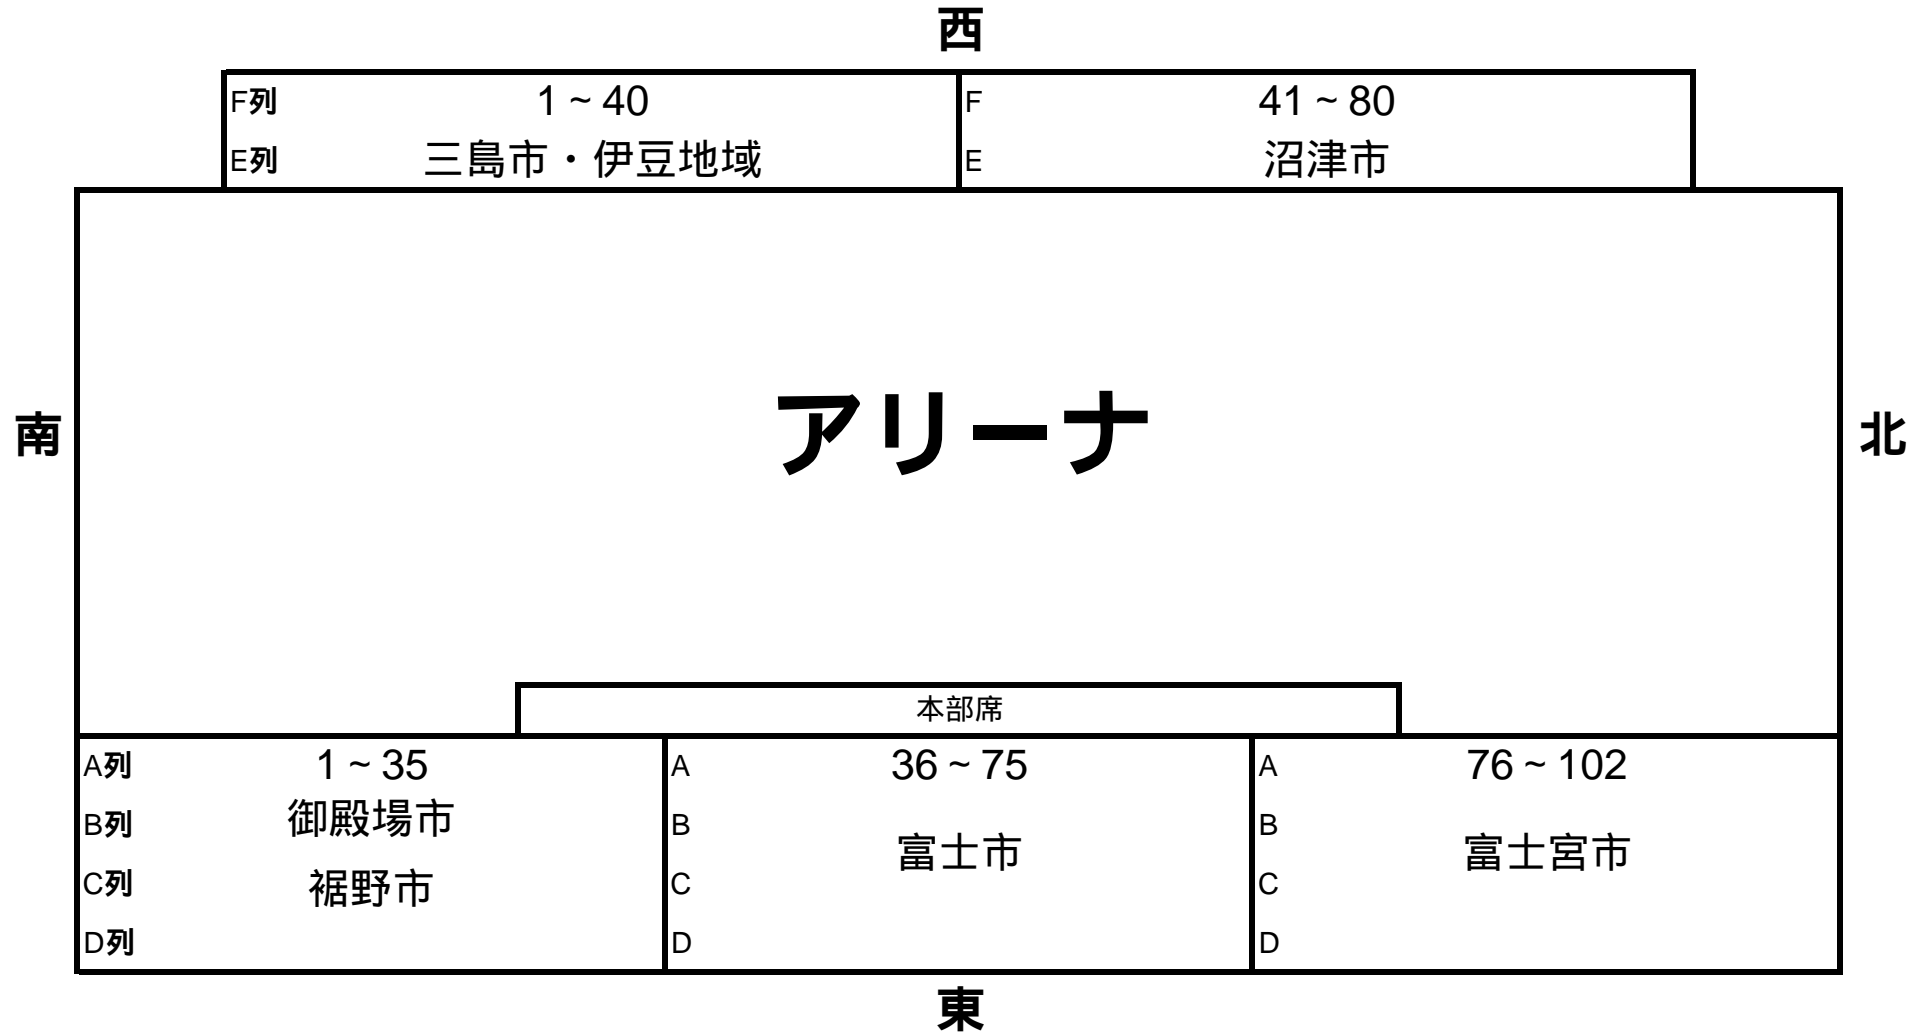 西
F列 1 ~ 40 F 41 ~ 80
E列 三島市・伊豆地域 E 沼津市
アリーナ
南
北
本部席
A列 1 ~ 35 A 36 ~ 75 A 76 ~ 102
B列 御殿場市 B B
富士市 富士宮市
C列 裾野市 C C
D列 D D
東